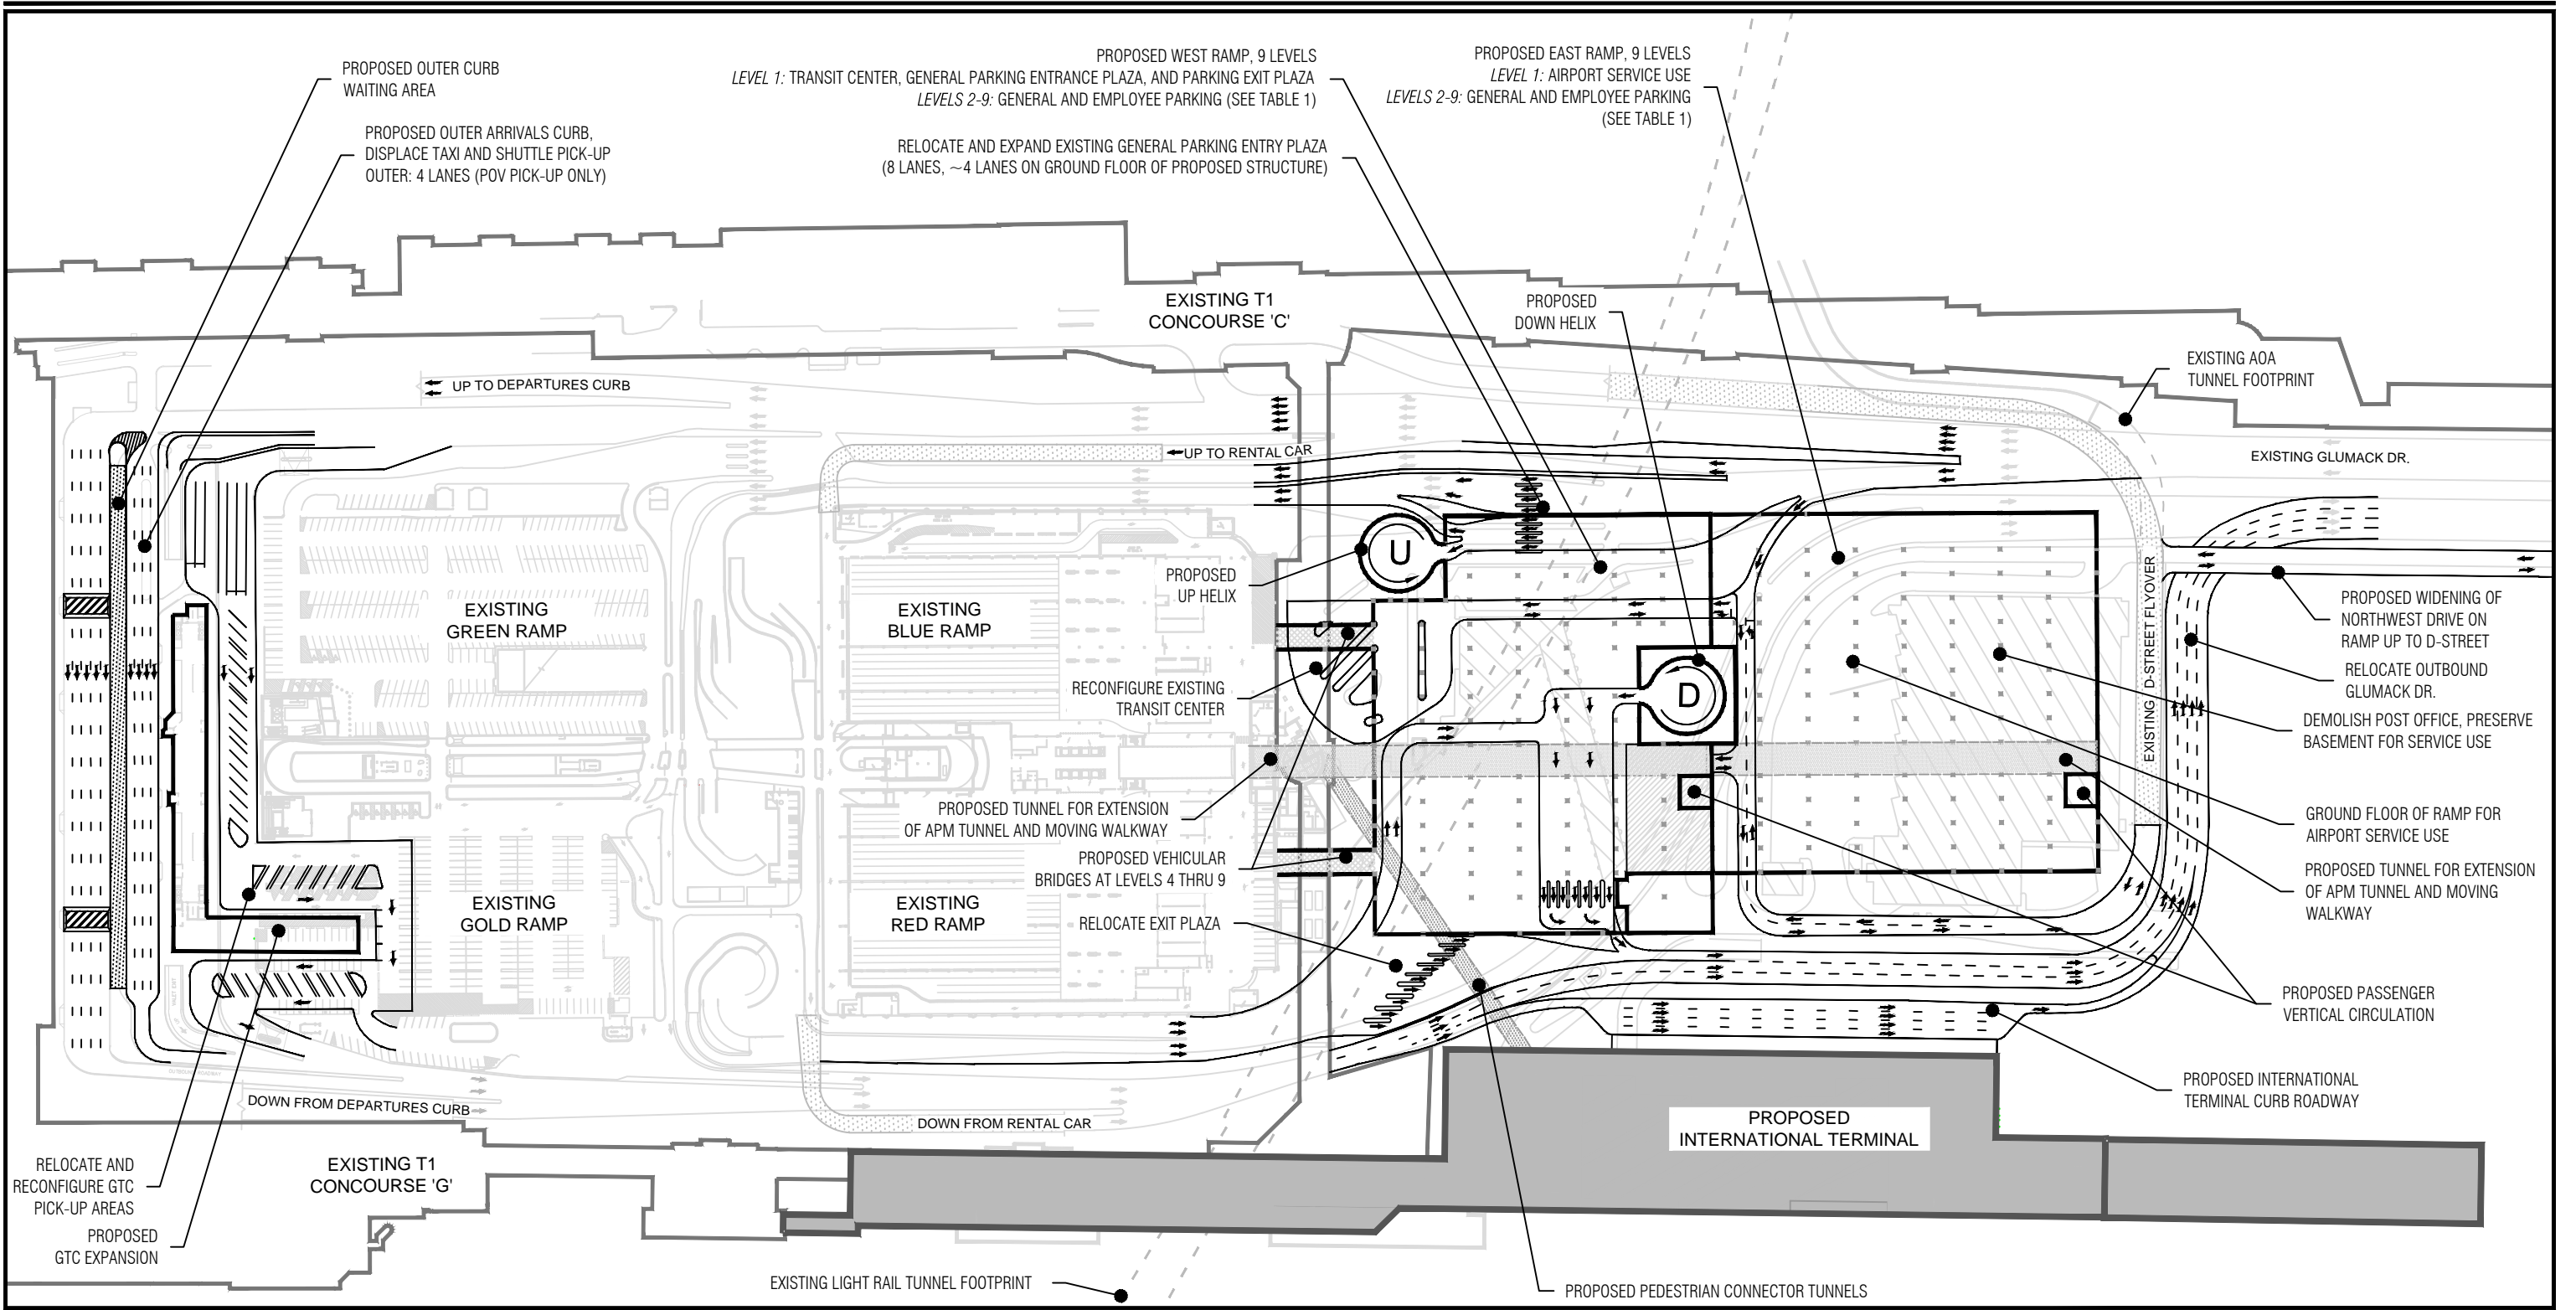 PROPOSED OUTER CURB
WAITING AREA
PROPOSED OUTER ARRIVALS CURB,
DISPLACE TAXI AND SHUTTLE PICK-UP
OUTER: 4 LANES (POV PICK-UP ONLY)
PROPOSED WEST RAMP, 9 LEVELS
LEVEL 1: TRANSIT CENTER, GENERAL PARKING ENTRANCE PLAZA, AND PARKING EXIT PLAZA
LEVELS 2-9: GENERAL AND EMPLOYEE PARKING (SEE TABLE 1)
RELOCATE AND EXPAND EXISTING GENERAL PARKING ENTRY PLAZA
(8 LANES, ~4 LANES ON GROUND FLOOR OF PROPOSED STRUCTURE)
PROPOSED EAST RAMP, 9 LEVELS
LEVEL 1: AIRPORT SERVICE USE
LEVELS 2-9: GENERAL AND EMPLOYEE PARKING
(SEE TABLE 1)
EXISTING T1
CONCOURSE 'C'
PROPOSED
DOWN HELIX
EXISTING AOA
TUNNEL FOOTPRINT
UP TO DEPARTURES CURB
UP TO RENTAL CAR
EXISTING GLUMACK DR.
U
PROPOSED
UP HELIX
EXISTING
GREEN RAMP
EXISTING
BLUE RAMP
EXISTING D-STREET FLYOVER
PROPOSED WIDENING OF
NORTHWEST DRIVE ON
RAMP UP TO D-STREET
RELOCATE OUTBOUND
GLUMACK DR.
RECONFIGURE EXISTING
TRANSIT CENTER
D
DEMOLISH POST OFFICE, PRESERVE
BASEMENT FOR SERVICE USE
PROPOSED TUNNEL FOR EXTENSION
OF APM TUNNEL AND MOVING WALKWAY
GROUND FLOOR OF RAMP FOR
AIRPORT SERVICE USE
PROPOSED VEHICULAR
BRIDGES AT LEVELS 4 THRU 9
PROPOSED TUNNEL FOR EXTENSION
OF APM TUNNEL AND MOVING
WALKWAY
EXISTING
GOLD RAMP
EXISTING
RED RAMP
RELOCATE EXIT PLAZA
PROPOSED PASSENGER
VERTICAL CIRCULATION
PROPOSED INTERNATIONAL
TERMINAL CURB ROADWAY
DOWN FROM DEPARTURES CURB
DOWN FROM RENTAL CAR
PROPOSED
INTERNATIONAL TERMINAL
RELOCATE AND
RECONFIGURE GTC
PICK-UP AREAS
EXISTING T1
CONCOURSE 'G'
PROPOSED
GTC EXPANSION
EXISTING LIGHT RAIL TUNNEL FOOTPRINT
PROPOSED PEDESTRIAN CONNECTOR TUNNELS